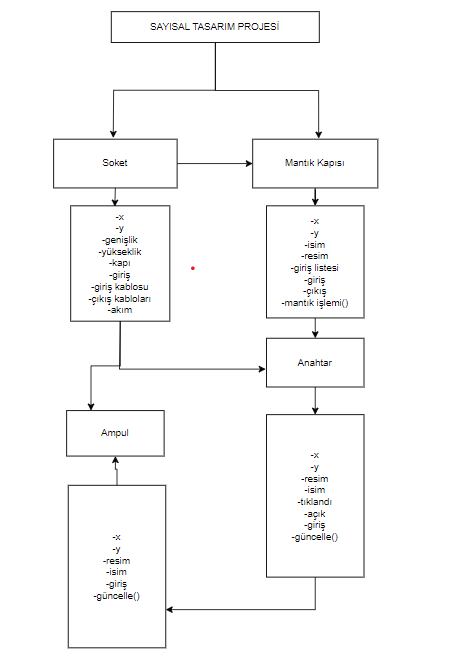 SAYISAL TASARIM PROJESİ
Soket
Mantık Kapısı
-x
-y
-genişlik
-yükseklik
-kapı
-giriş
-giriş kablosu
-çıkış kabloları
-akım
-x
-y
-isim
-resim
-giriş listesi
-giriş
-çıkış
-mantık işlemi()
Anahtar
Ampul
-x
-y
-resim
-isim
-tıklandı
-açık
-giriş
-güncelle()
-x
-y
-resim
-isim
-giriş
-güncelle()